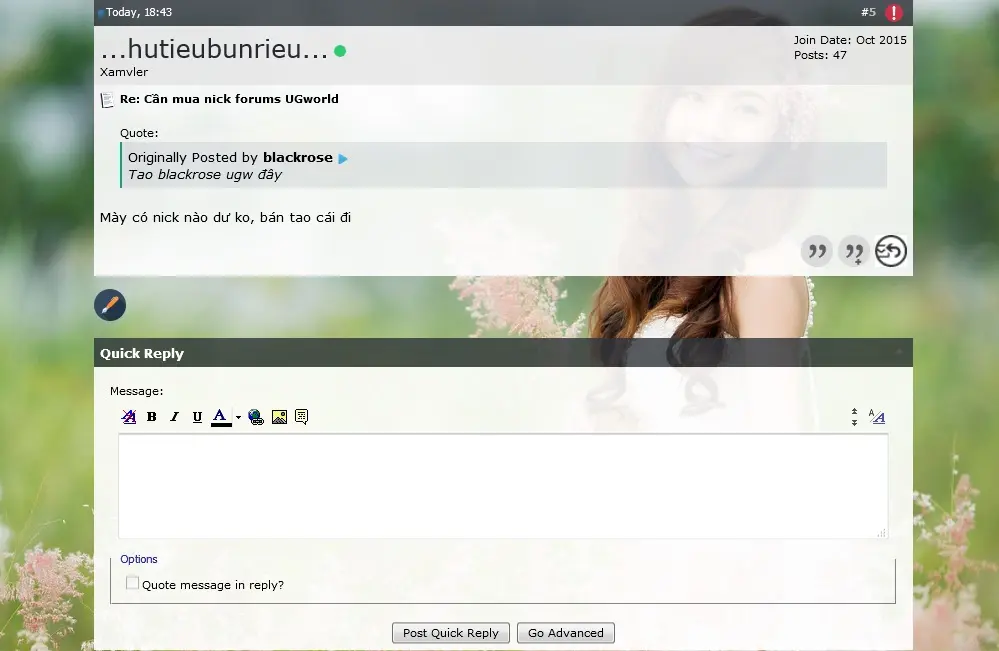 Today, 18:43 #5
...hutieubunrieu...
Join Date: Oct 2015
Posts: 47
Xamvler
Re: Cần mua nick forums UGworld
Quote:
Originally Posted by blackrose
Tao blackrose ugw đây
Mày có nick nào dư ko, bán tao cái đi
Quick Reply
Message:
B I U A
Options
Quote message in reply?
Post Quick Reply Go Advanced